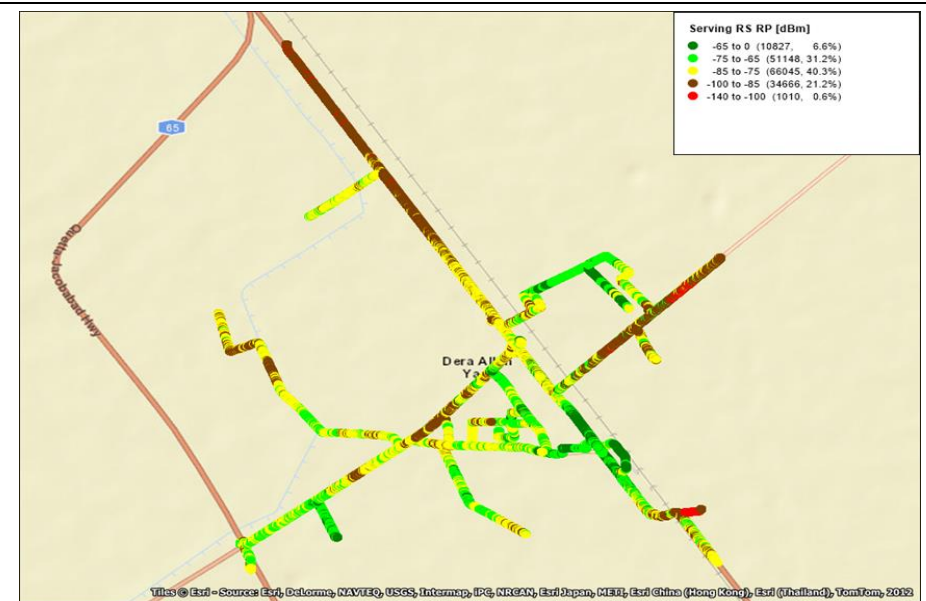 Serving RS RP [dBm]
-65 to 0 (10827, 6.6%)
-75 to -65 (51148, 31.2%)
-85 to -75 (66045, 40.3%)
-100 to -85 (34666, 21.2%)
-140 to -100 (1010, 0.6%)
65
Quetta-Jacobabad Hwy
Dera Al
Tiles © Esri - Source: Esri, DeLorme, NAVTEQ, USGS, Intermap, iPC, NRCAN, Esri Japan, METI, Esri China (Hong Kong), Esri (Thailand), TomTom, 2012